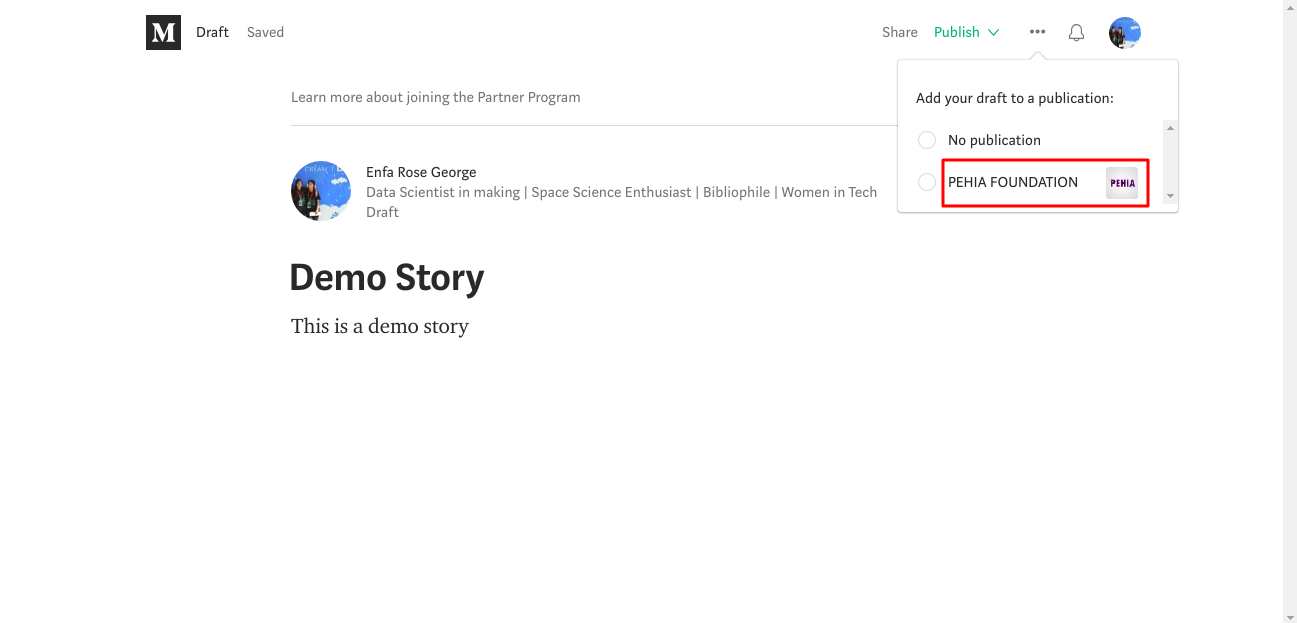 M Draft Saved Share Publish
Learn more about joining the Partner Program
Add your draft to a publication:
No publication
PEHIA FOUNDATION PEHIA
Enfa Rose George
Data Scientist in making | Space Science Enthusiast | Bibliophile | Women in Tech
Draft
Demo Story
This is a demo story